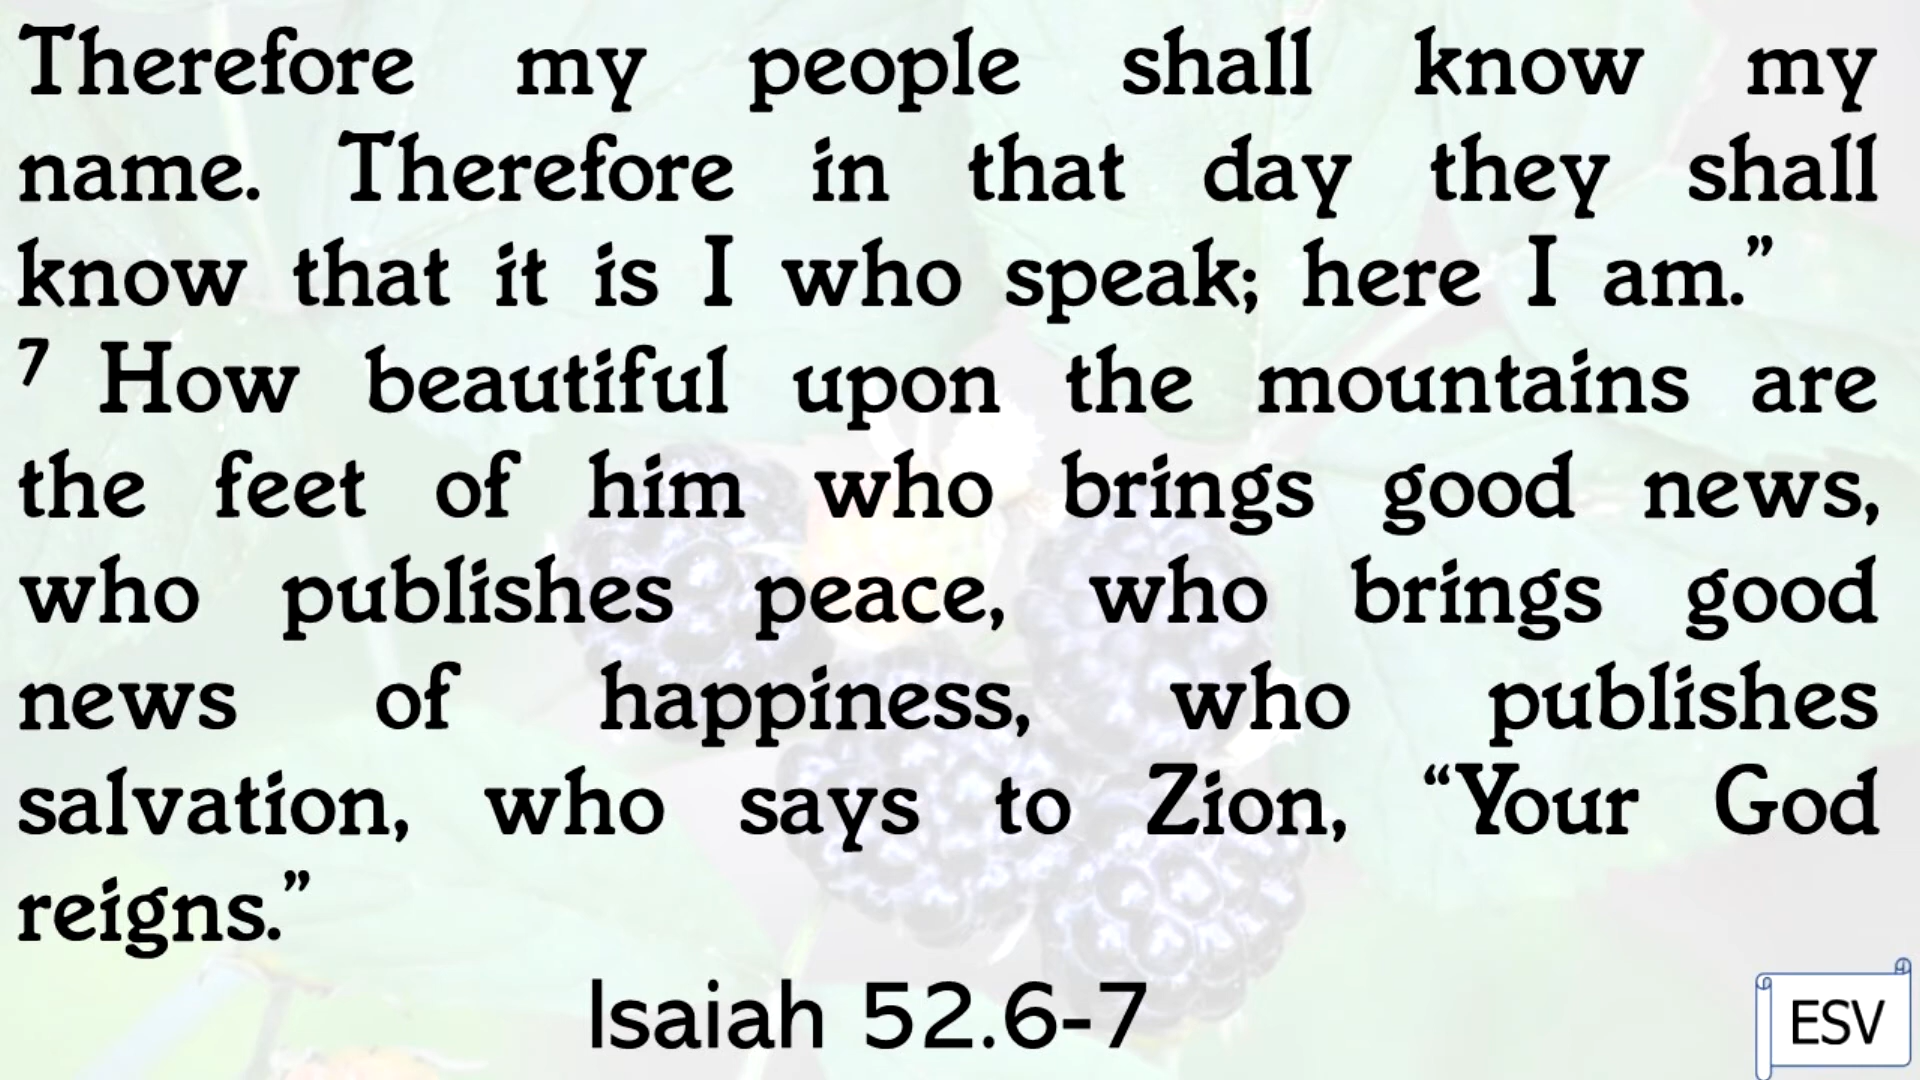 Therefore my people shall know my
name. Therefore in that day they shall
know that it is I who speak; here I am.”
⁷ How beautiful upon the mountains are
the feet of him who brings good news,
who publishes peace, who brings good
news of happiness, who publishes
salvation, who says to Zion, “Your God
reigns.”
Isaiah 52.6-7
ESV